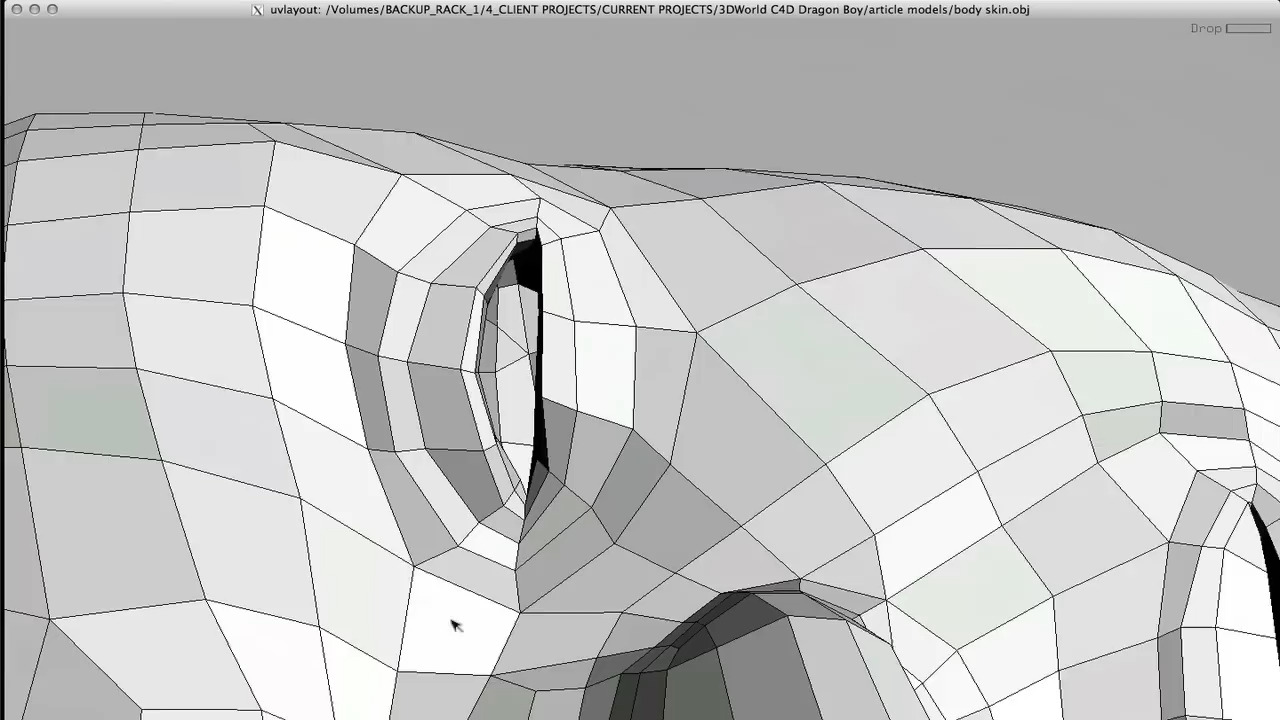 uvlayout: /Volumes/BACKUP_RACK_1/4_CLIENT PROJECTS/CURRENT PROJECTS/3DWorld C4D Dragon Boy/article models/body skin.obj
Drop